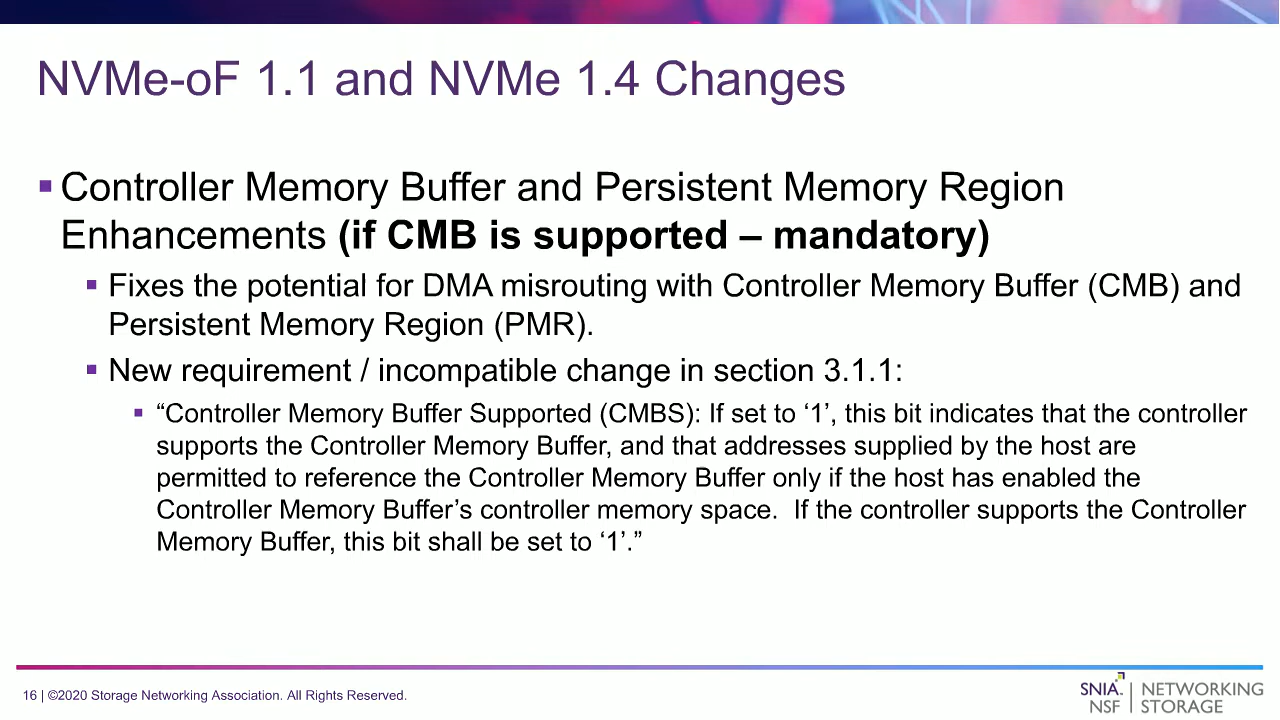 NVMe-oF 1.1 and NVMe 1.4 Changes
Controller Memory Buffer and Persistent Memory Region
Enhancements (if CMB is supported – mandatory)
Fixes the potential for DMA misrouting with Controller Memory Buffer (CMB) and
Persistent Memory Region (PMR).
New requirement / incompatible change in section 3.1.1:
“Controller Memory Buffer Supported (CMBS): If set to ‘1’, this bit indicates that the controller
supports the Controller Memory Buffer, and that addresses supplied by the host are
permitted to reference the Controller Memory Buffer only if the host has enabled the
Controller Memory Buffer’s controller memory space.  If the controller supports the Controller
Memory Buffer, this bit shall be set to ‘1’.”
16 | ©2020 Storage Networking Association. All Rights Reserved.
SNIA. | NETWORKING
NSF | STORAGE